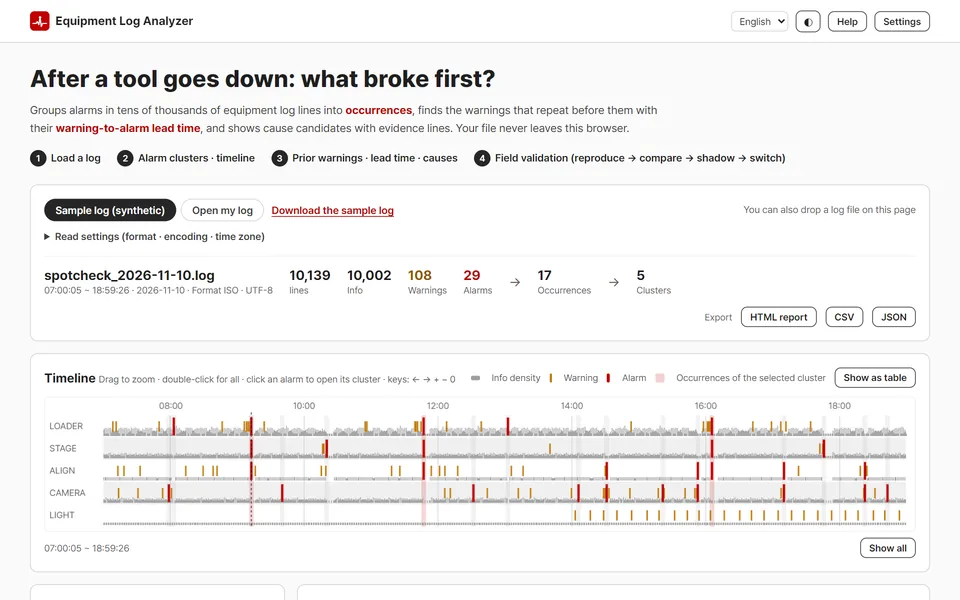 Equipment Log Analyzer
English
Help
Settings
After a tool goes down: what broke first?
Groups alarms in tens of thousands of equipment log lines into occurrences, finds the warnings that repeat before them with
their warning-to-alarm lead time, and shows cause candidates with evidence lines. Your file never leaves this browser.
1 Load a log 2 Alarm clusters · timeline 3 Prior warnings · lead time · causes 4 Field validation (reproduce → compare → shadow → switch)
Sample log (synthetic) Open my log Download the sample log You can also drop a log file on this page
▶ Read settings (format · encoding · time zone)
spotcheck_2026-11-10.log 10,139 10,002 108 29 → 17 → 5
07:00:05 ~ 18:59:26 · 2026-11-10 · Format ISO · UTF-8 lines Info Warnings Alarms Occurrences Clusters
Export HTML report CSV JSON
Timeline Drag to zoom · double-click for all · click an alarm to open its cluster · keys: ← → + − 0 Info density Warning Alarm Occurrences of the selected cluster Show as table
08:00 10:00 12:00 14:00 16:00 18:00
LOADER
STAGE
ALIGN
CAMERA
LIGHT
07:00:05 ~ 18:59:26 Show all